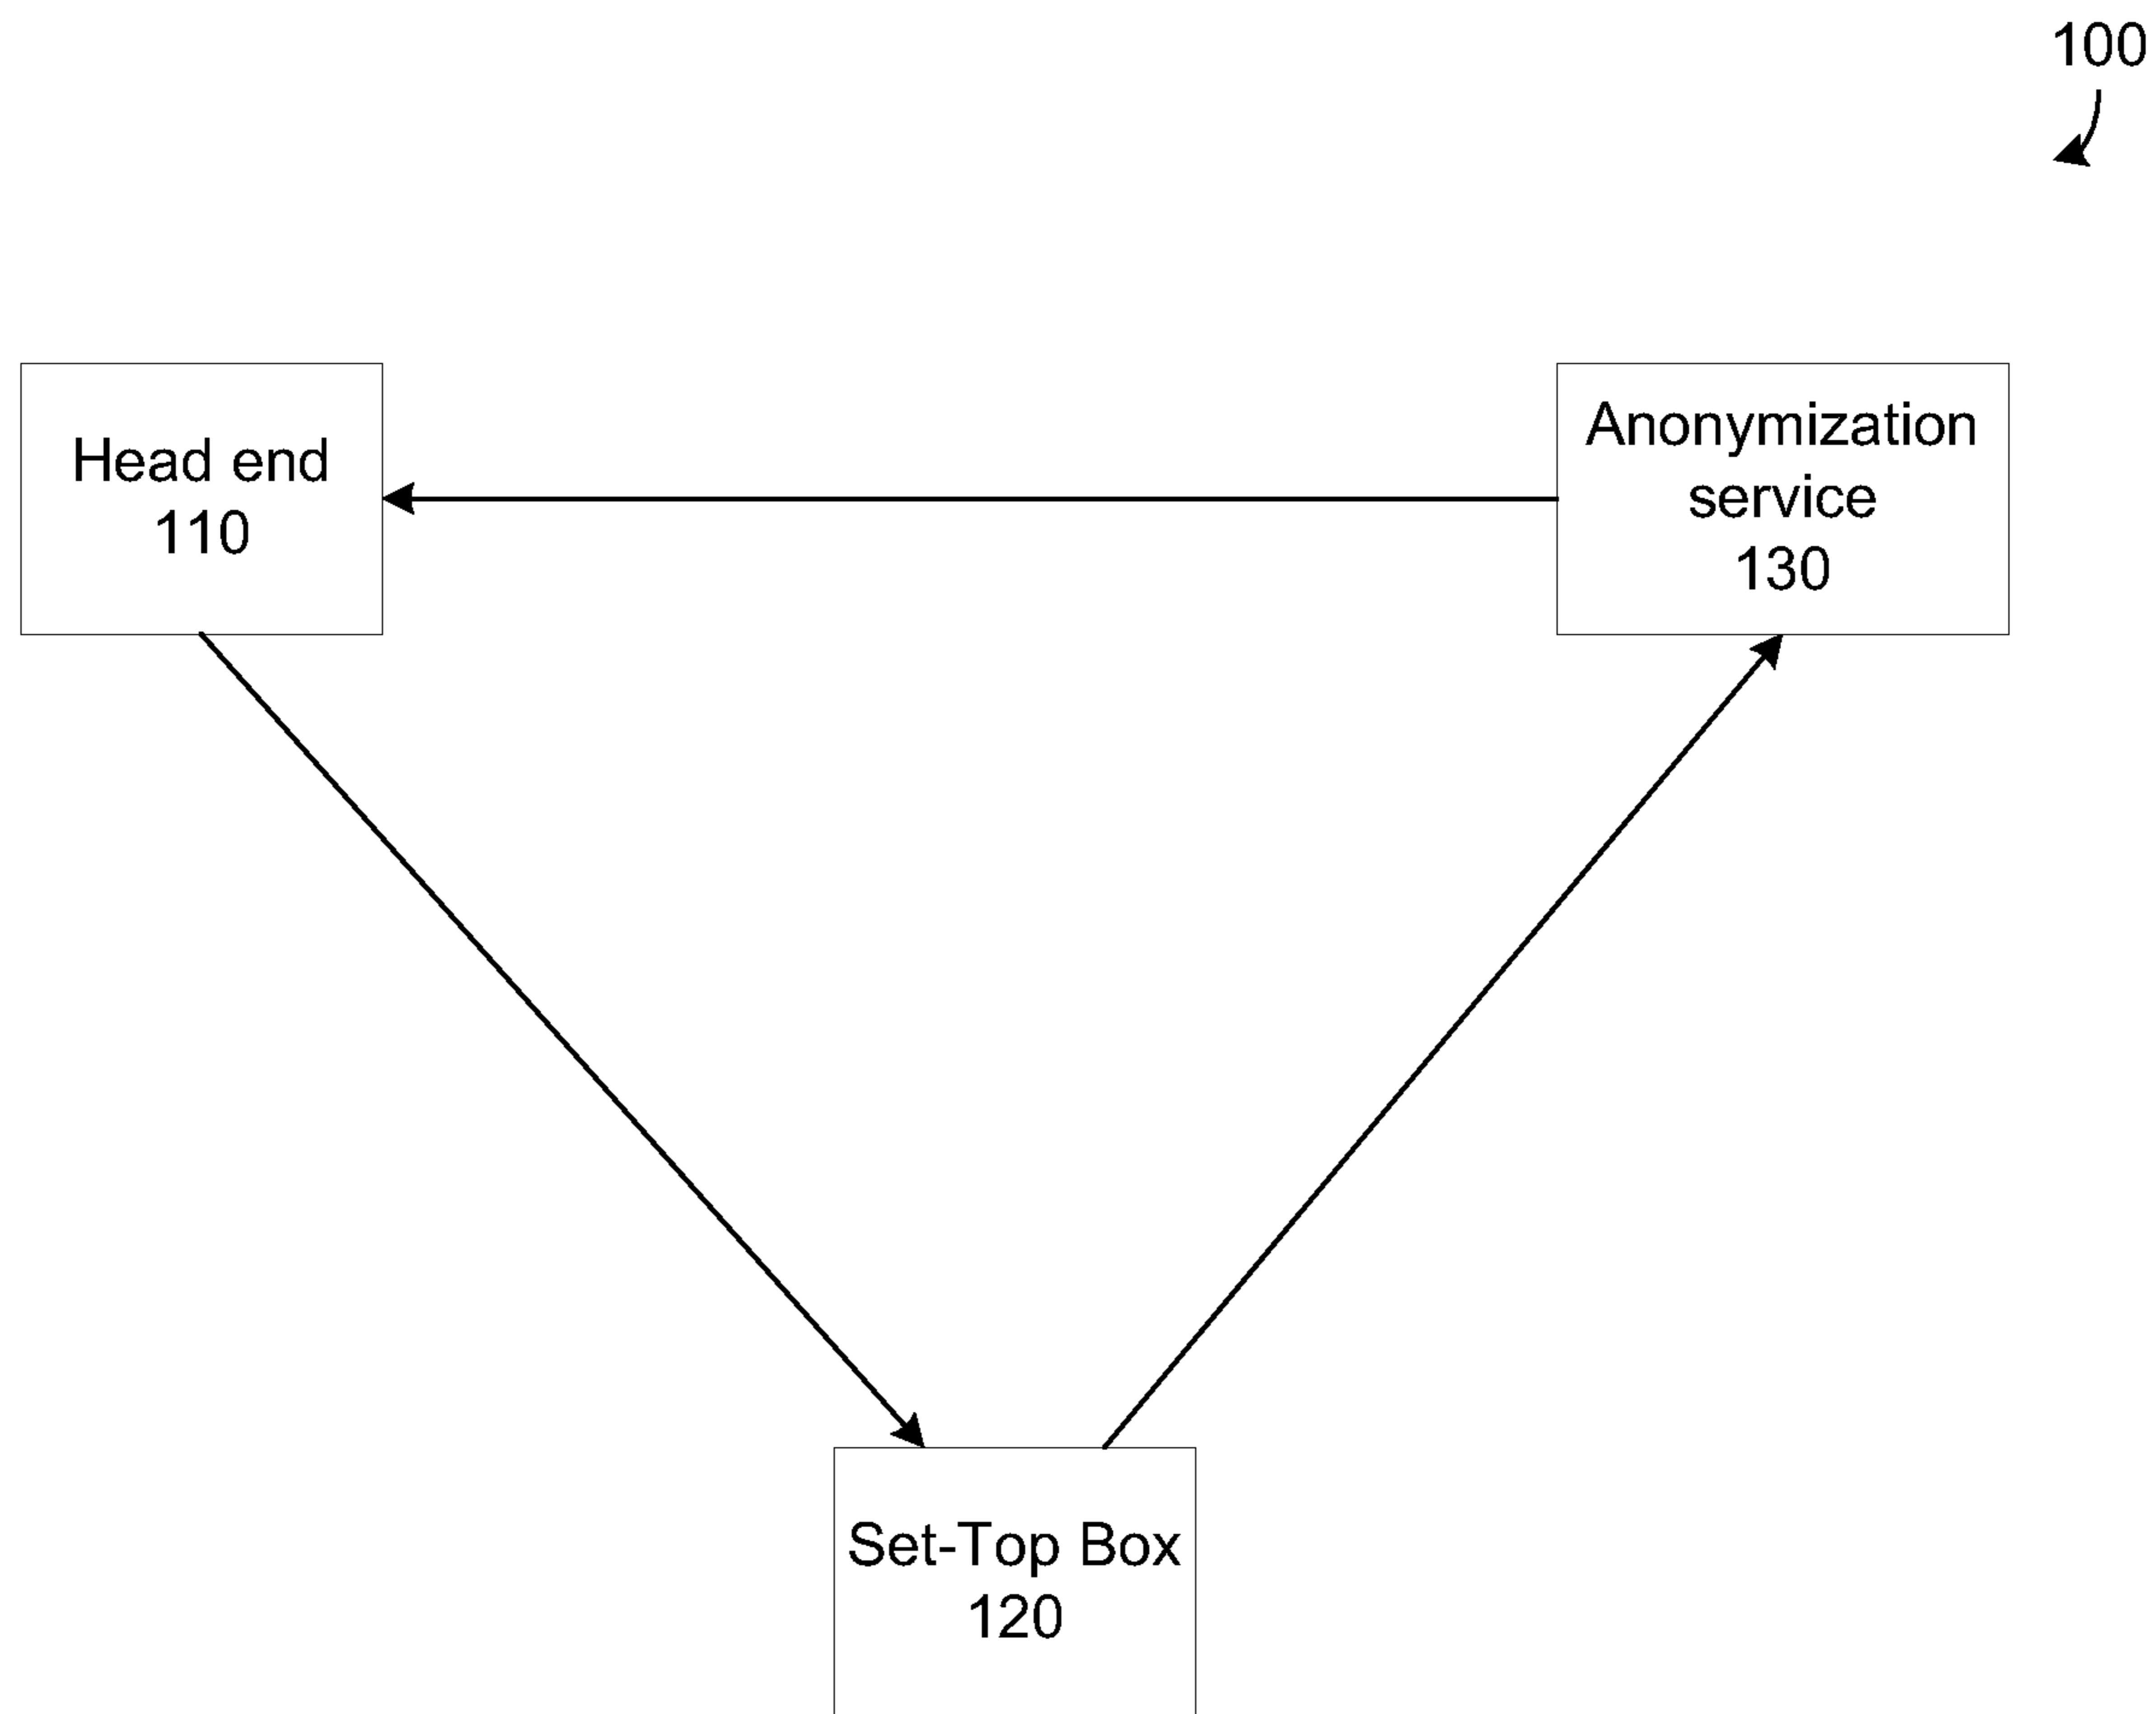 100
Head end
110
Anonymization
service
130
Set-Top Box
120